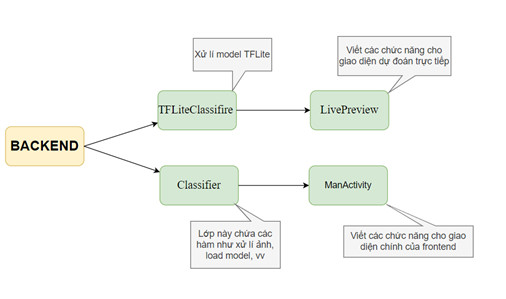 Xử lí model TFLite
Viết các chức năng cho
giao diện dự đoán trực tiếp
TFLiteClassifire
LivePreview
BACKEND
Classifier
ManActivity
Lớp này chứa các
hàm như xử lí ảnh,
load model, vv
Viết các chức năng cho giao
diện chính của frontend